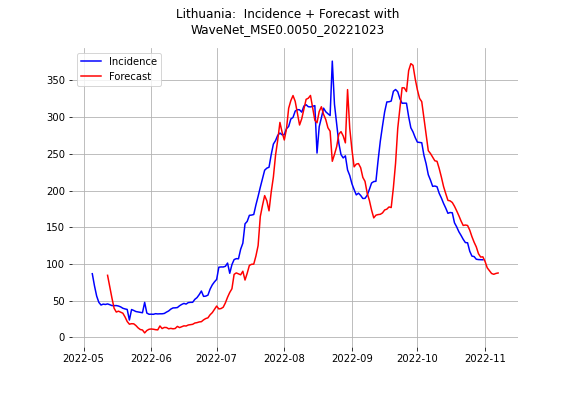 Lithuania:  Incidence + Forecast with
WaveNet_MSE0.0050_20221023
Incidence
Forecast
350
300
250
200
150
100
50
0
2022-05 2022-06 2022-07 2022-08 2022-09 2022-10 2022-11